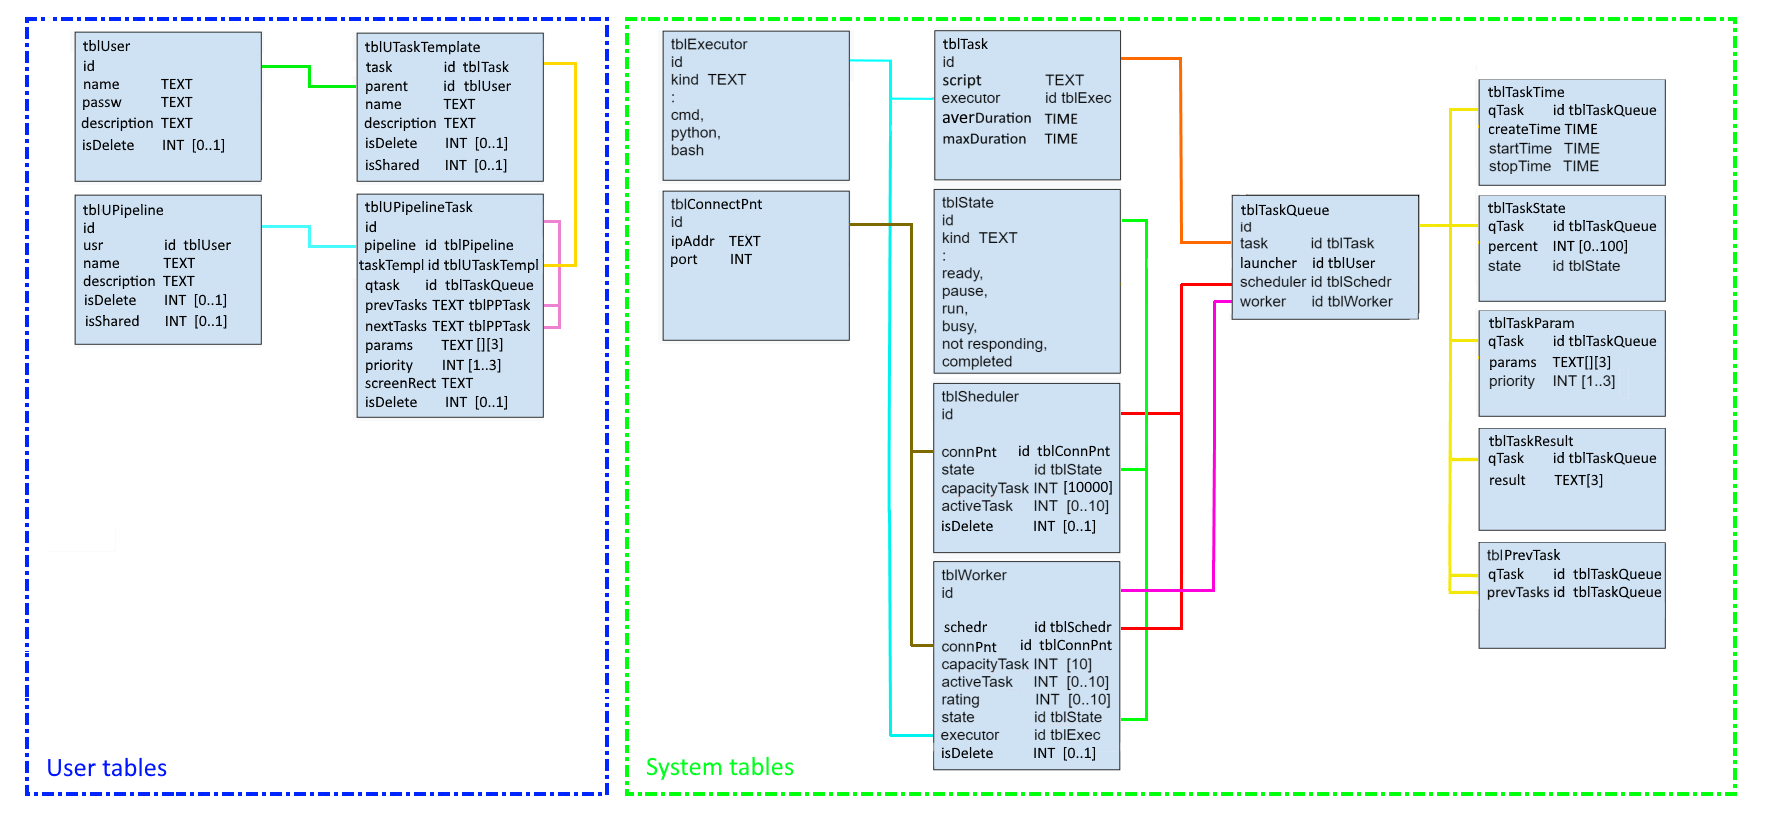 tblUser
id
name TEXT
passw TEXT
description TEXT
isDelete INT [0..1]
tblUTaskTemplate
task id tblTask
parent id tblUser
name TEXT
description TEXT
isDelete INT [0..1]
isShared INT [0..1]
tblUPipeline
id
usr id tblUser
name TEXT
description TEXT
isDelete INT [0..1]
isShared INT [0..1]
tblUPipelineTask
id
pipeline id tblPipeline
taskTempl id tblUTaskTempl
qtask id tblTaskQueue
prevTasks TEXT tblPPTask
nextTasks TEXT tblPPTask
params TEXT [][3]
priority INT [1..3]
screenRect TEXT
isDelete INT [0..1]
User tables
tblExecutor
id
kind TEXT
:
cmd,
python,
bash
tblConnectPnt
id
ipAddr TEXT
port INT
tblTask
id
script TEXT
executor id tblExec
averDuration TIME
maxDuration TIME
tblState
id
kind TEXT
:
ready,
pause,
run,
busy,
not responding,
completed
tblSheduler
id
connPnt id tblConnPnt
state id tblState
capacityTask INT [10000]
activeTask INT [0..10]
isDelete INT [0..1]
tblWorker
id
schedr id tblSchedr
connPnt id tblConnPnt
capacityTask INT [10]
activeTask INT [0..10]
rating INT [0..10]
state id tblState
executor id tblExec
isDelete INT [0..1]
tblTaskQueue
id
task id tblTask
launcher id tblUser
scheduler id tblSchedr
worker id tblWorker
tblTaskTime
qTask id tblTaskQueue
createTime TIME
startTime TIME
stopTime TIME
tblTaskState
qTask id tblTaskQueue
percent INT [0..100]
state id tblState
tblTaskParam
qTask id tblTaskQueue
params TEXT[][3]
priority INT [1..3]
tblTaskResult
qTask id tblTaskQueue
result TEXT[3]
tblPrevTask
qTask id tblTaskQueue
prevTasks id tblTaskQueue
System tables